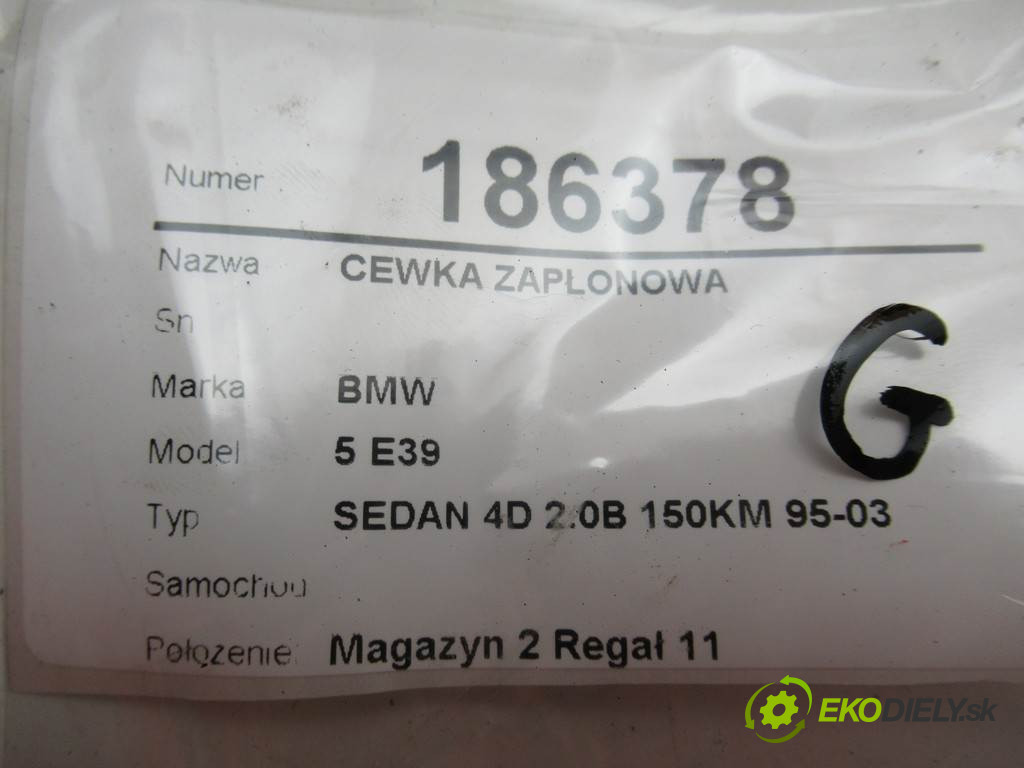 Numer 186378
Nazwa CEWKA ZAPŁONOWA
Sn
Marka BMW
Model 5 E39
G
Typ SEDAN 4D 2.0B 150KM 95-03
Samochód
Położenie Magazyn 2 Regał 11
EKODIELY.sk